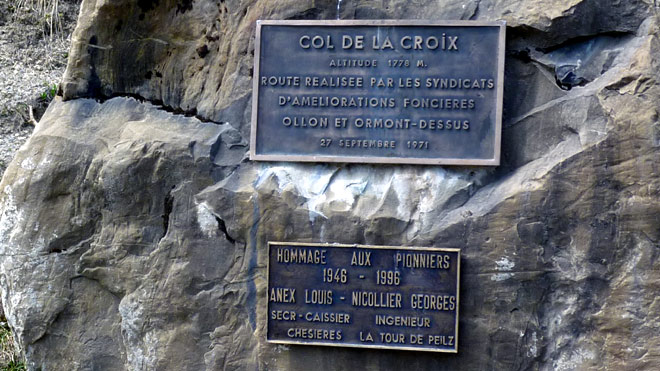 COL DE LA CROIX
ALTITUDE 1778 M.
ROUTE REALISEE PAR LES SYNDICATS
D'AMELIORATIONS FONCIERES
OLLON ET ORMONT-DESSUS
27 SEPTEMBRE 1971
HOMMAGE AUX PIONNIERS
1946 - 1996
ANEX LOUIS - NICOLLIER GEORGES
SECR-CAISSIER INGENIEUR
CHESIERES LA TOUR DE PEILZ